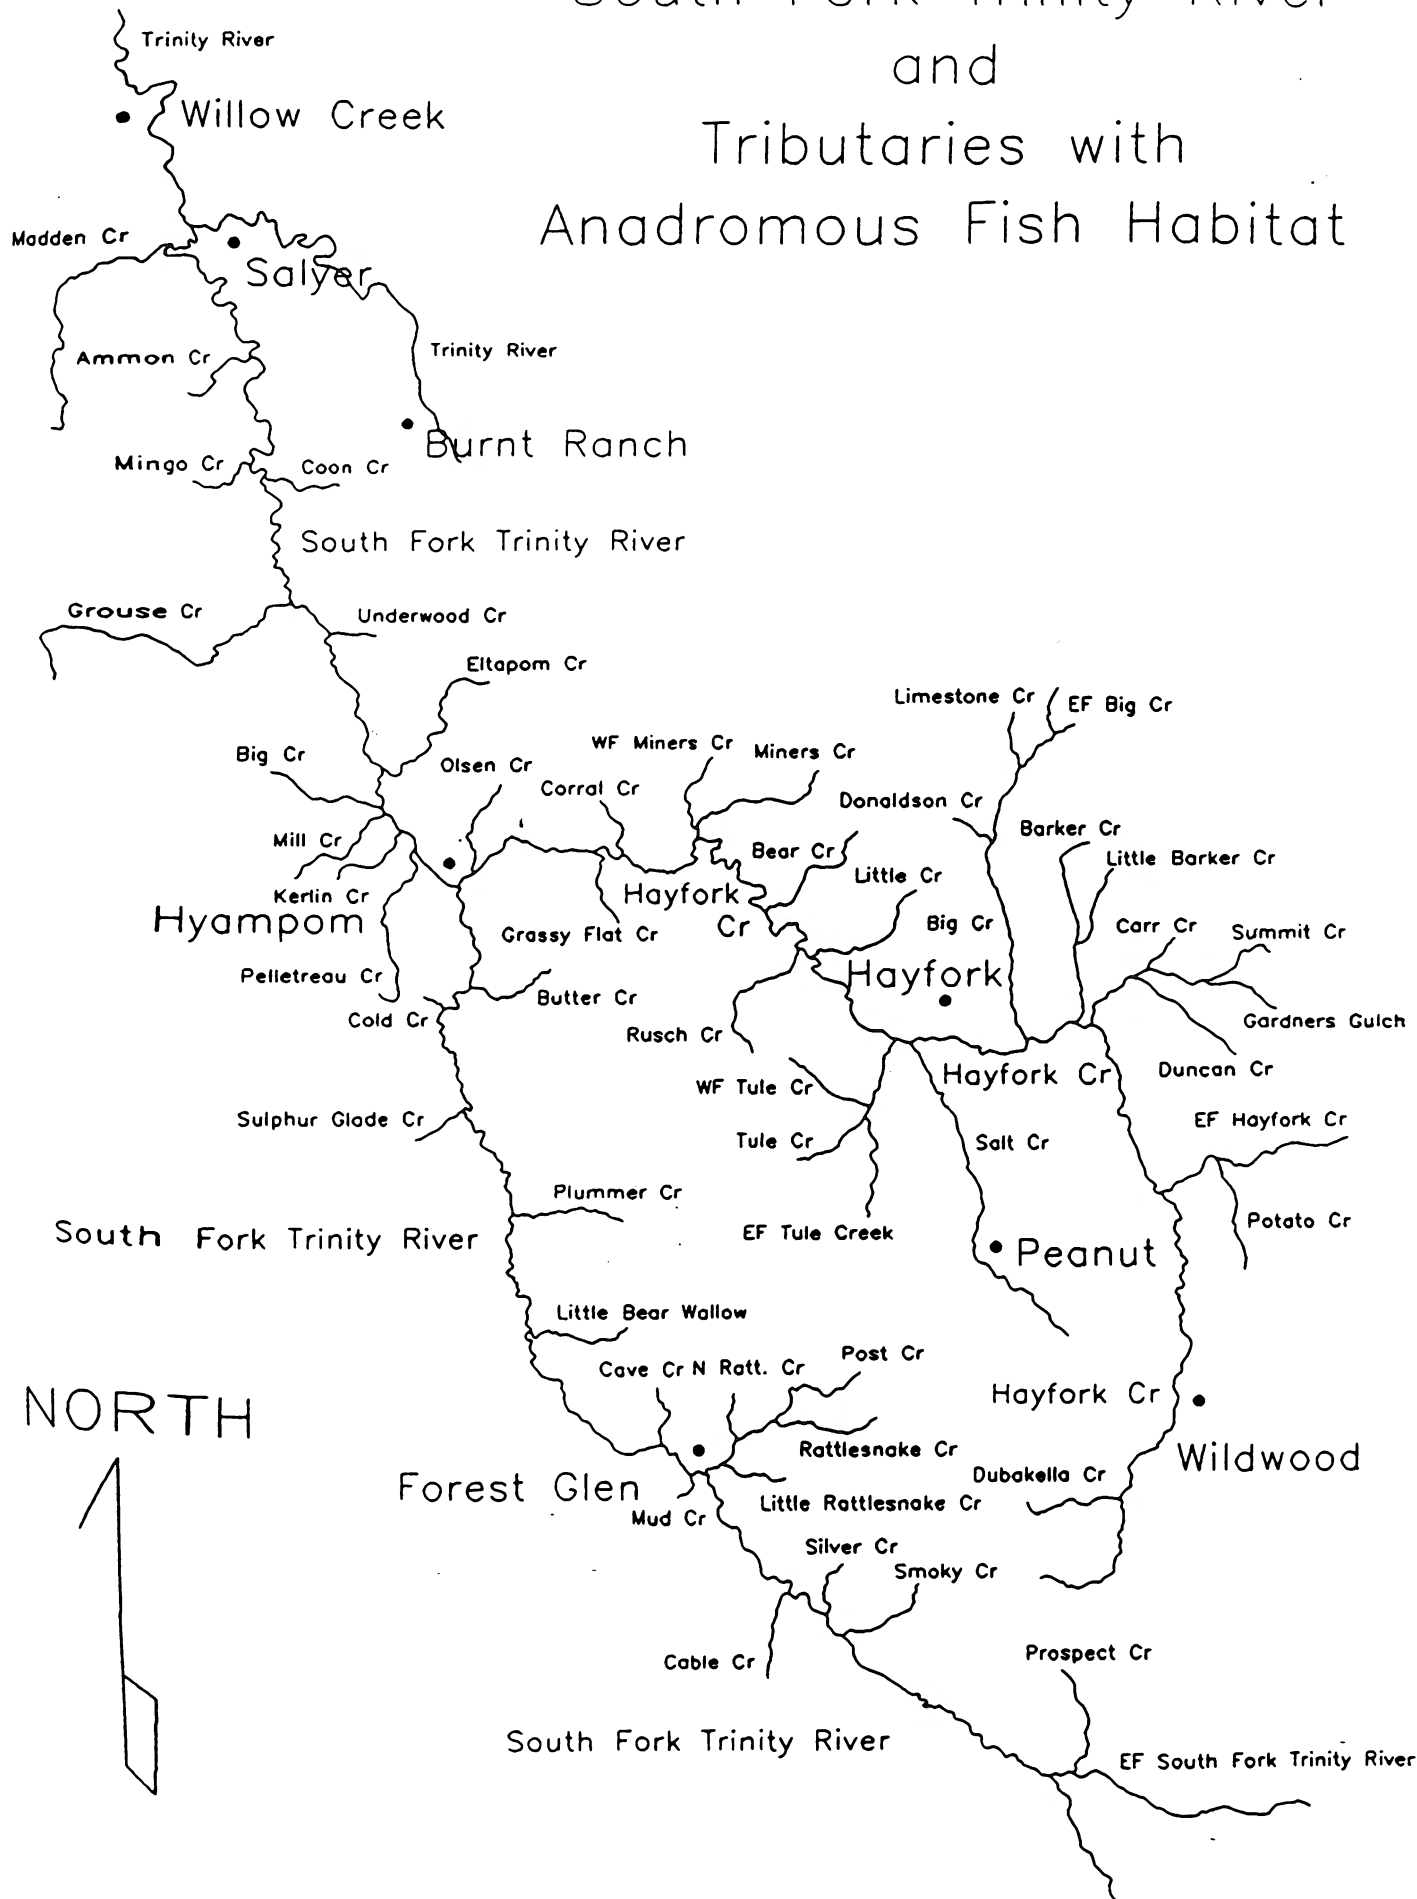 South Fork Trinity River
and
Tributaries with
Anadromous Fish Habitat
Trinity River
Willow Creek
Madden Cr
Salyer
Ammon Cr
Trinity River
Burnt Ranch
Mingo Cr
Coon Cr
South Fork Trinity River
Grouse Cr
Underwood Cr
Eltapom Cr
Limestone Cr
EF Big Cr
Big Cr
Olsen Cr
WF Miners Cr
Miners Cr
Corral Cr
Donaldson Cr
Mill Cr
Bear Cr
Barker Cr
Little Barker Cr
Kerlin Cr
Hayfork
Cr
Little Cr
Hyampom
Grassy Flat Cr
Big Cr
Carr Cr
Summit Cr
Pelletreau Cr
Butter Cr
Hayfork
Cold Cr
Rusch Cr
Gardners Gulch
WF Tule Cr
Hayfork Cr
Duncan Cr
Sulphur Glade Cr
Tule Cr
Salt Cr
EF Hayfork Cr
Plummer Cr
South Fork Trinity River
EF Tule Creek
Peanut
Potato Cr
Little Bear Wallow
Cave Cr
N Ratt. Cr
Post Cr
NORTH
Hayfork Cr
Rattlesnake Cr
Wildwood
Forest Glen
Dubakella Cr
Mud Cr
Little Rattlesnake Cr
Silver Cr
Smoky Cr
Cable Cr
Prospect Cr
South Fork Trinity River
EF South Fork Trinity River